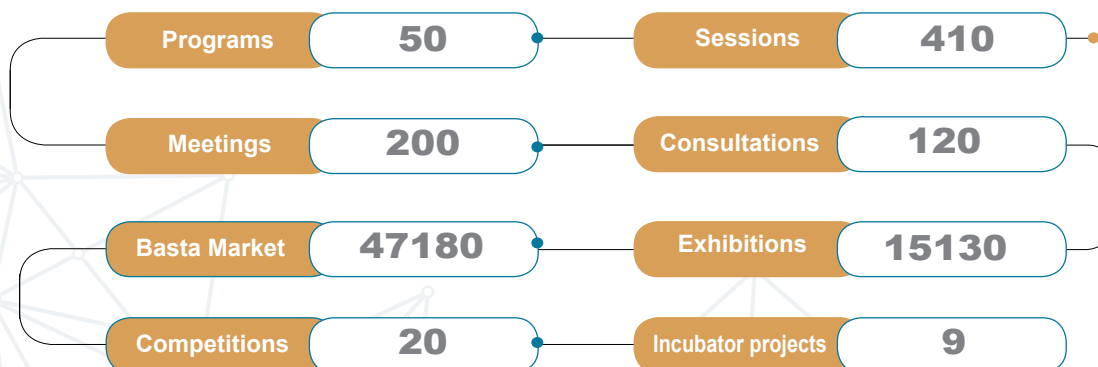 Programs 50 Sessions 410
Meetings 200 Consultations 120
Basta Market 47180 Exhibitions 15130
Competitions 20 Incubator projects 9